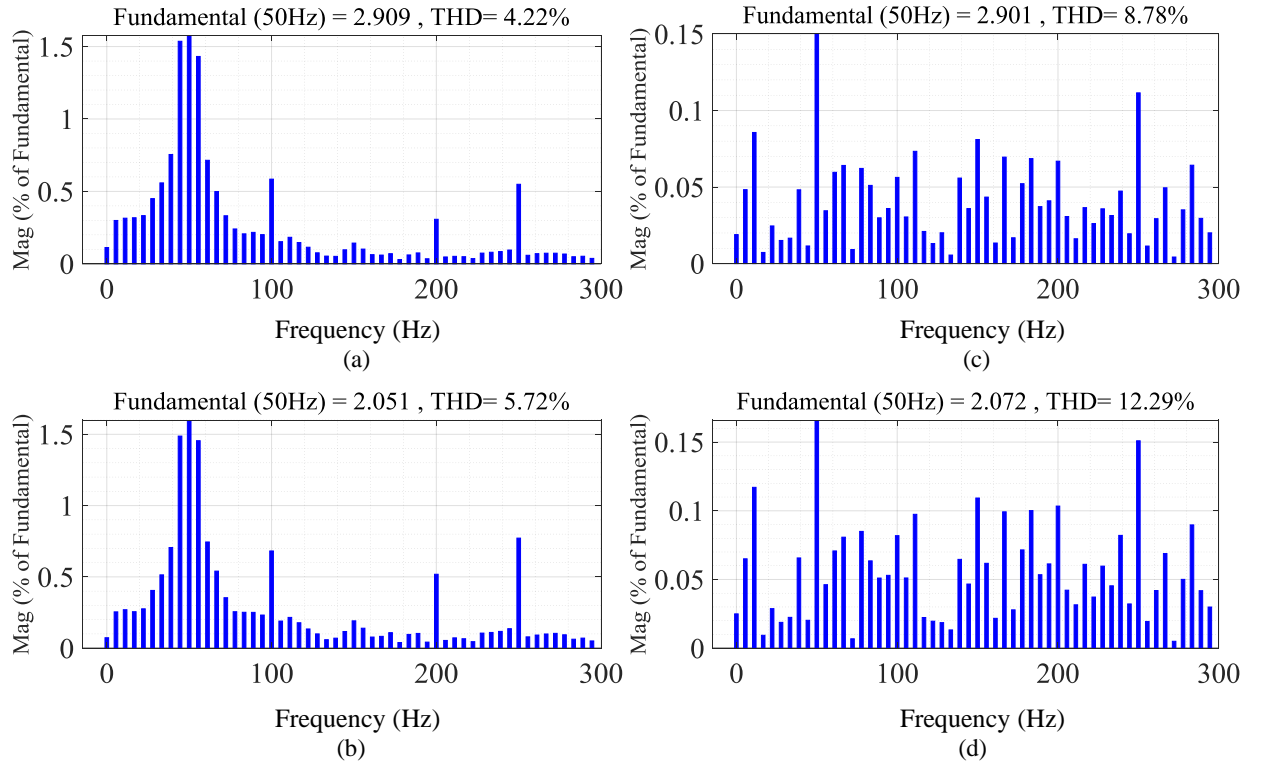 Fundamental (50Hz) = 2.909 , THD= 4.22%
Mag (% of Fundamental)
1.5
1
0.5
0
0 100 200 300
Frequency (Hz)
(a)
Fundamental (50Hz) = 2.901 , THD= 8.78%
Mag (% of Fundamental)
0.15
0.1
0.05
0
0 100 200 300
Frequency (Hz)
(c)
Fundamental (50Hz) = 2.051 , THD= 5.72%
Mag (% of Fundamental)
1.5
1
0.5
0
0 100 200 300
Frequency (Hz)
(b)
Fundamental (50Hz) = 2.072 , THD= 12.29%
Mag (% of Fundamental)
0.15
0.1
0.05
0
0 100 200 300
Frequency (Hz)
(d)